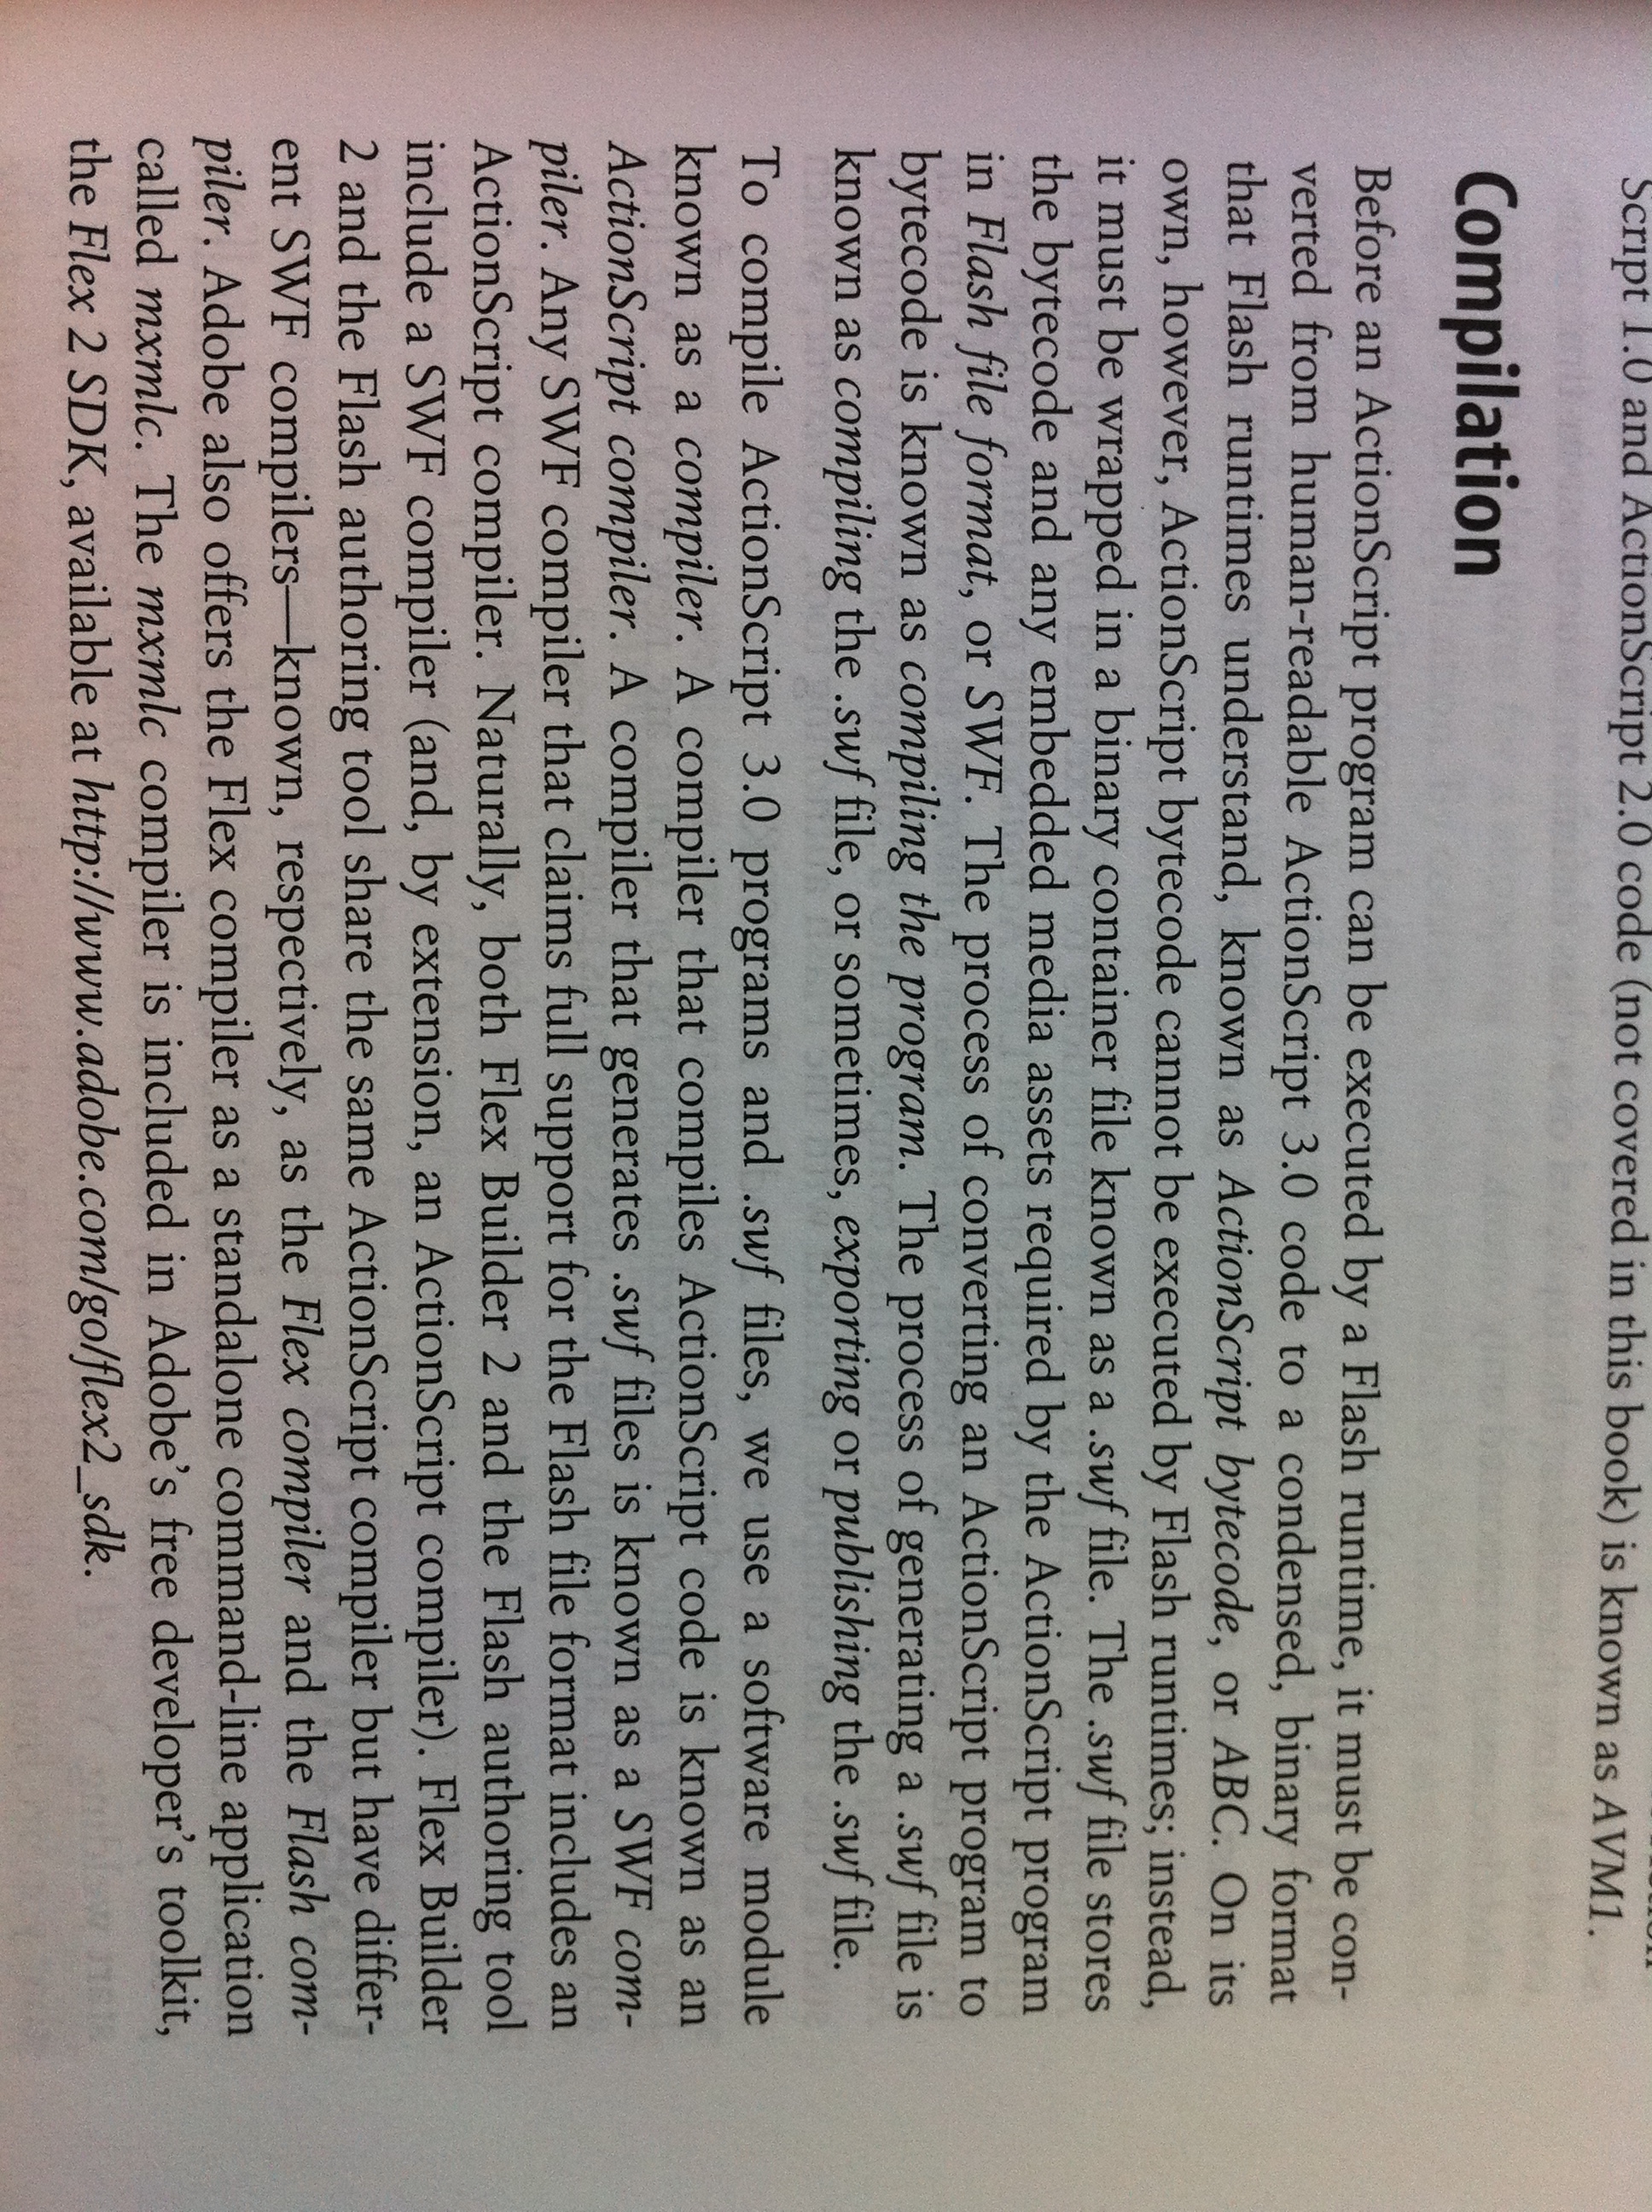 Script 1.0 and ActionScript 2.0 code (not covered in this book) is known as AVM1.
Compilation
Before an ActionScript program can be executed by a Flash runtime, it must be con-
verted from human-readable ActionScript 3.0 code to a condensed, binary format
that Flash runtimes understand, known as ActionScript bytecode, or ABC. On its
own, however, ActionScript bytecode cannot be executed by Flash runtimes; instead,
it must be wrapped in a binary container file known as a .swf file. The .swf file stores
the bytecode and any embedded media assets required by the ActionScript program
in Flash file format, or SWF. The process of converting an ActionScript program to
bytecode is known as compiling the program. The process of generating a .swf file is
known as compiling the .swf file, or sometimes, exporting or publishing the .swf file.
To compile ActionScript 3.0 programs and .swf files, we use a software module
known as a compiler. A compiler that compiles ActionScript code is known as an
ActionScript compiler. A compiler that generates .swf files is known as a SWF com-
piler. Any SWF compiler that claims full support for the Flash file format includes an
ActionScript compiler. Naturally, both Flex Builder 2 and the Flash authoring tool
include a SWF compiler (and, by extension, an ActionScript compiler). Flex Builder
2 and the Flash authoring tool share the same ActionScript compiler but have differ-
ent SWF compilers—known, respectively, as the Flex compiler and the Flash com-
piler. Adobe also offers the Flex compiler as a standalone command-line application
called mxmlc. The mxmlc compiler is included in Adobe's free developer's toolkit,
the Flex 2 SDK, available at http://www.adobe.com/go/flex2_sdk.